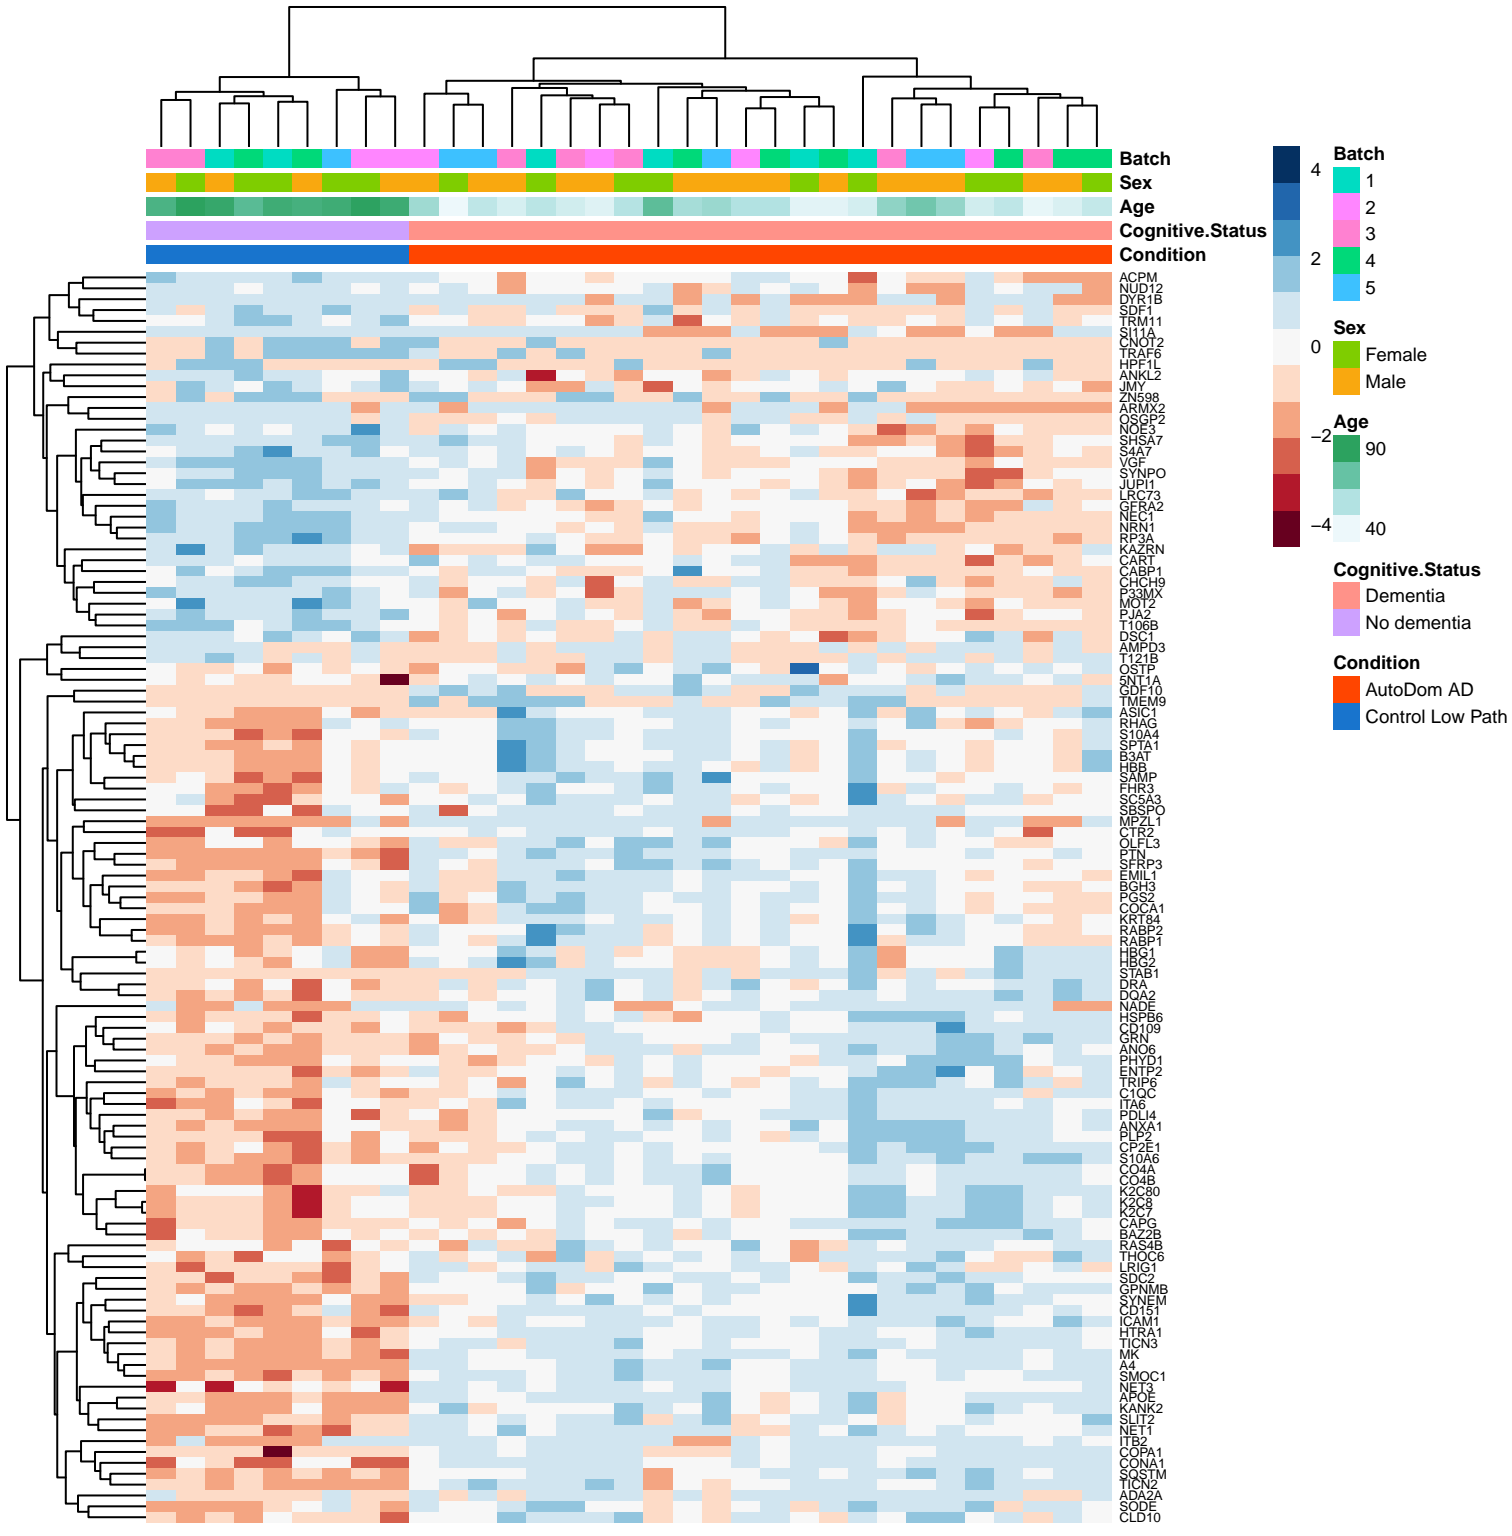 Batch
Sex
Age
Cognitive.Status
Condition
ACPM
NUD12
DYR1B
SDF1
TRM11
SI11A
CNOT2
TRAF6
HPF1L
ANKL2
JMY
ZN598
ARMX2
OSGP2
NOE3
SHSA7
S4A7
VGF
SYNPO
JUPI1
LRC73
GFRA2
NEC1
NRN1
RP3A
KAZRN
CART
CABP1
CHCH9
P33MX
MOT2
PJA2
T106B
DSC1
AMPD3
T121B
OSTP
5NT1A
GDF10
TMEM9
ASIC1
RHAG
S10A4
SPTA1
B3AT
HBB
SAMP
FHR3
SC5A3
SBSPO
MPZL1
CTR2
OLFL3
PTN
SFRP3
EMIL1
BGH3
PGS2
COCA1
KRT84
RABP2
RABP1
HBG1
HBG2
STAB1
DRA
DQA2
NADE
HSPB6
CD109
GRN
ANO6
PHYD1
ENTP2
TRIP6
C1QC
ITA6
PDLI4
ANXA1
PLP2
CP2E1
S10A6
CO4A
CO4B
K2C80
K2C8
K2C7
CAPG
BAZ2B
RAS4B
THOC6
LRIG1
SDC2
GPNMB
SYNEM
CD151
ICAM1
HTRA1
TICN3
MK
A4
SMOC1
NET3
APOE
KANK2
SLIT2
NET1
ITB2
COPA1
CONA1
SQSTM
TICN2
ADA2A
SODE
CLD10
4
2
0
−2
−4
Batch
1
2
3
4
5
Sex
Female
Male
Age
90
40
Cognitive.Status
Dementia
No dementia
Condition
AutoDom AD
Control Low Path